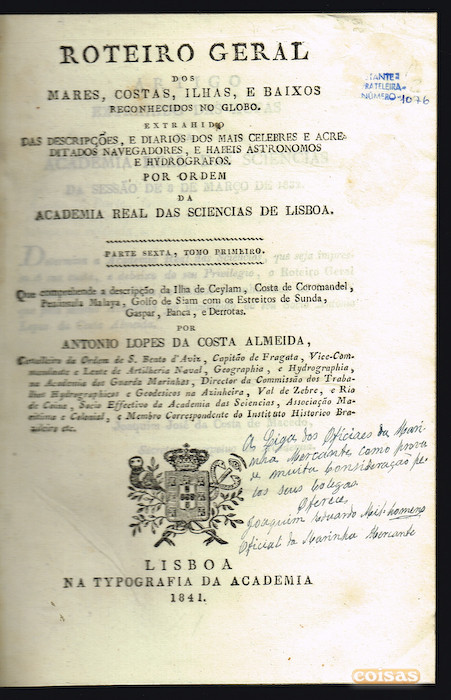 ROTEIRO GERAL
DOS
MARES, COSTAS, ILHAS, E BAIXOS
RECONHECIDOS NO GLOBO.
EXTRAHIDO
DAS DESCRIPÇÕES, E DIARIOS DOS MAIS CELEBRES E ACRE-
DITADOS NAVEGADORES, E HABEIS ASTRONOMOS
E HYDROGRAFOS.
POR ORDEM
DA
ACADEMIA REAL DAS SCIENCIAS DE LISBOA.
PARTE SEXTA, TOMO PRIMEIRO.
Que comprehende a descripção da Ilha de Ceylam, Costa de Coromandel,
Peninsula Malaya, Golfo de Siam com os Estreitos de Sunda,
Gaspar, Banca, e Derrotas.
POR
ANTONIO LOPES DA COSTA ALMEIDA,
Cavalleiro da Ordem de S. Bento d'Aviz, Capitão de Fragata, Vice-Com-
mandante e Lente de Artilheria Naval, Geographia, e Hydrographia,
na Academia dos Guarda Marinhas, Director da Commissão dos Traba-
lhos Hydrographicos e Geodesicos na Azinheira, Val de Zebro, e Rio
de Coina, Socio Effectivo da Academia das Sciencias, Associação Ma-
ritima e Colonial, e Membro Correspondente do Instituto Historico Bra-
zileiro etc.
LISBOA
NA TYPOGRAFIA DA ACADEMIA
1841.
ESTANTE
PRATELEIRA
NÚMERO 1076
A Liga dos Oficiaes da Mari-
nha Mercante como prova
de muita Consideração pe-
los seus Colegas
Oferece
Joaquim Eduardo
Oficial da Marinha Mercante
coisas